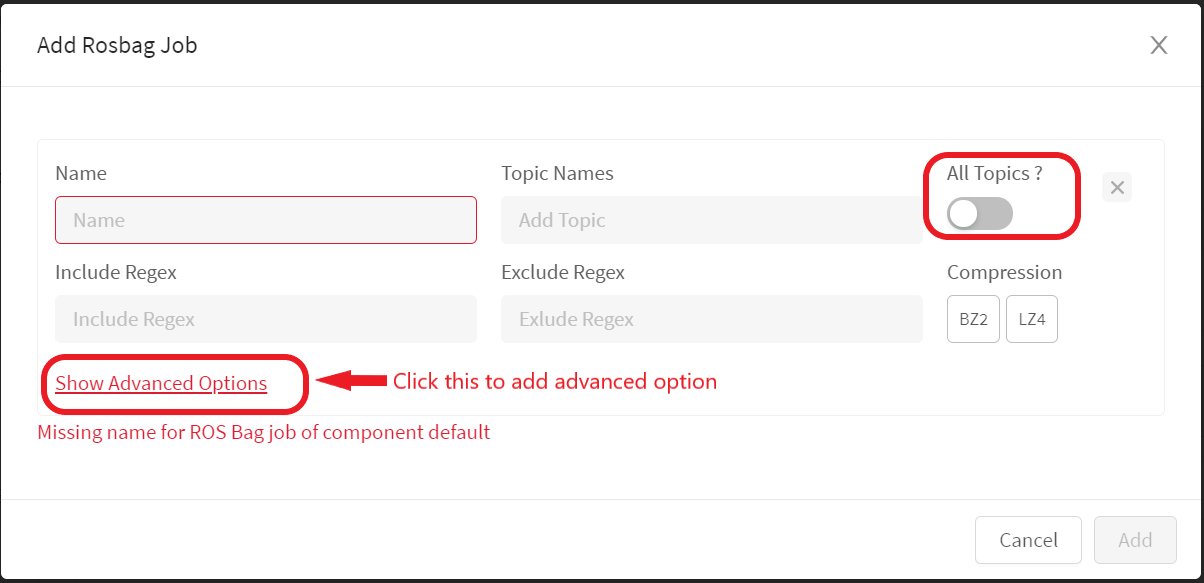 Add Rosbag Job
Name
Topic Names
All Topics ?
Name
Add Topic
Include Regex
Exclude Regex
Compression
Include Regex
Exlude Regex
BZ2
LZ4
Show Advanced Options
Click this to add advanced option
Missing name for ROS Bag job of component default
Cancel
Add